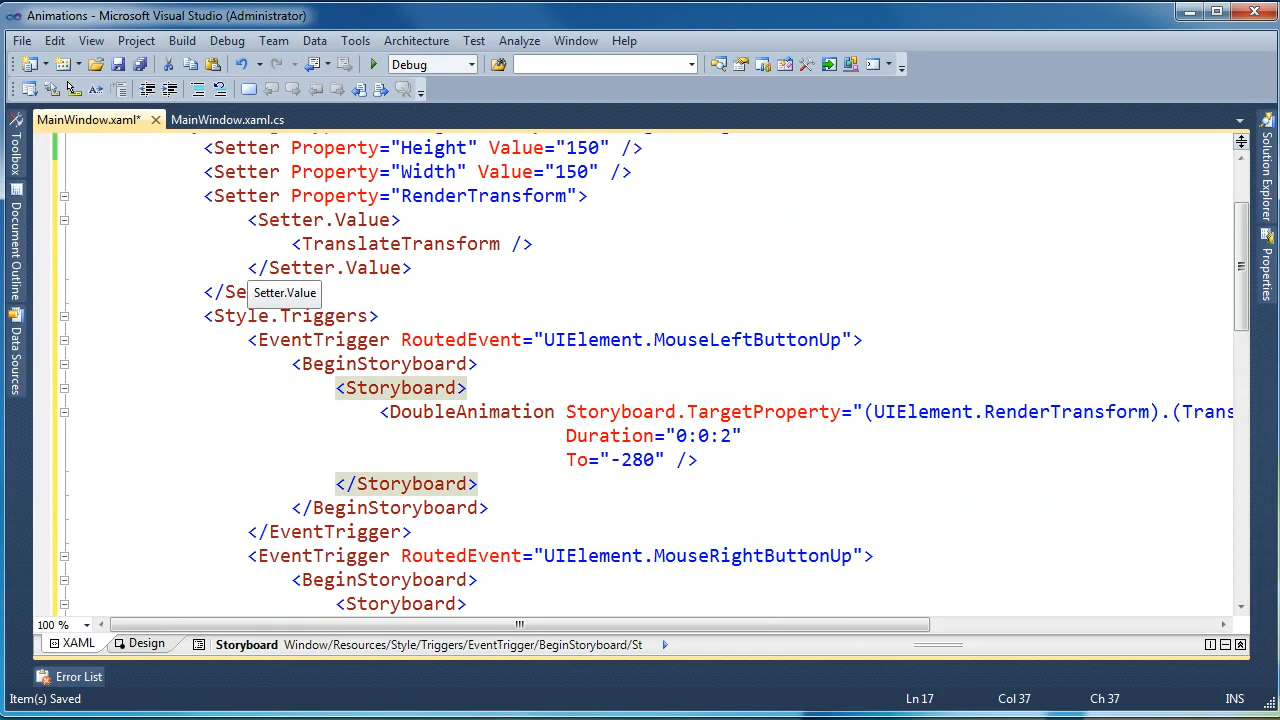 Animations - Microsoft Visual Studio (Administrator)
File Edit View Project Build Debug Team Data Tools Architecture Test Analyze Window Help
Debug
MainWindow.xaml* MainWindow.xaml.cs
<Setter Property="Height" Value="150" />
<Setter Property="Width" Value="150" />
<Setter Property="RenderTransform">
<Setter.Value>
<TranslateTransform />
</Setter.Value>
</Se
Setter.Value
<Style.Triggers>
<EventTrigger RoutedEvent="UIElement.MouseLeftButtonUp">
<BeginStoryboard>
<Storyboard>
<DoubleAnimation Storyboard.TargetProperty="(UIElement.RenderTransform).(Trans
Duration="0:0:2"
To="-280" />
</Storyboard>
</BeginStoryboard>
</EventTrigger>
<EventTrigger RoutedEvent="UIElement.MouseRightButtonUp">
<BeginStoryboard>
<Storyboard>
100 %
XAML Design Storyboard Window/Resources/Style/Triggers/EventTrigger/BeginStoryboard/St
Error List
Item(s) Saved Ln 17 Col 37 Ch 37 INS
Toolbox
Document Outline
Data Sources
Solution Explorer
Properties